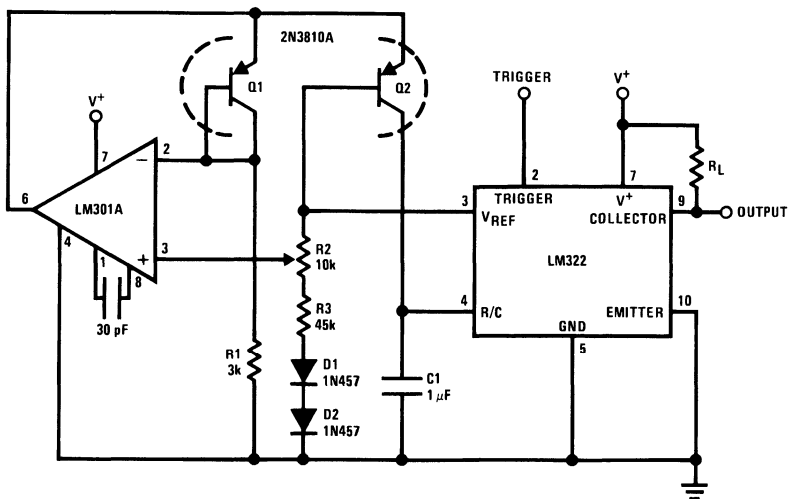 2N3810A
Q1
Q2
TRIGGER
V+
V+
7
2
−
LM301A
6
4
1
8
+
3
30 pF
R1
3k
R2
10k
R3
45k
D1
1N457
D2
1N457
C1
1 μF
2
7
RL
3
TRIGGER
V+
9
VREF
COLLECTOR
OUTPUT
LM322
4
R/C
EMITTER
10
GND
5